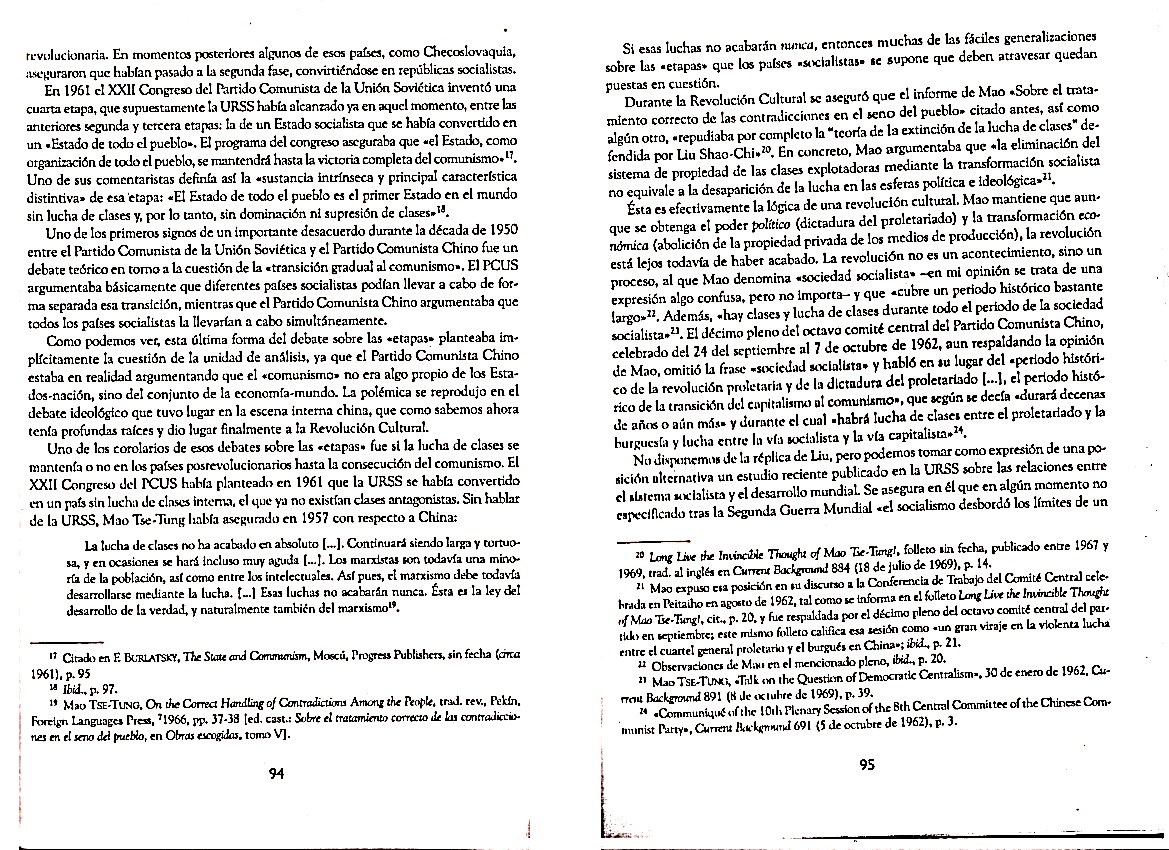 revolucionaria. En momentos posteriores algunos de esos países, como Checoslovaquia,
aseguraron que habían pasado a la segunda fase, convirtiéndose en repúblicas socialistas.
En 1961 el XXII Congreso del Partido Comunista de la Unión Soviética inventó una
cuarta etapa, que supuestamente la URSS había alcanzado ya en aquel momento, entre las
anteriores segunda y tercera etapas: la de un Estado socialista que se había convertido en
un «Estado de todo el pueblo». El programa del congreso aseguraba que «el Estado, como
organización de todo el pueblo, se mantendrá hasta la victoria completa del comunismo»¹⁷.
Uno de sus comentaristas definía así la «sustancia intrínseca y principal característica
distintiva» de esa etapa: «El Estado de todo el pueblo es el primer Estado en el mundo
sin lucha de clases y, por lo tanto, sin dominación ni supresión de clases»¹⁸.
Uno de los primeros signos de un importante desacuerdo durante la década de 1950
entre el Partido Comunista de la Unión Soviética y el Partido Comunista Chino fue un
debate teórico en torno a la cuestión de la «transición gradual al comunismo». El PCUS
argumentaba básicamente que diferentes países socialistas podían llevar a cabo de for-
ma separada esa transición, mientras que el Partido Comunista Chino argumentaba que
todos los países socialistas la llevarían a cabo simultáneamente.
Como podemos ver, esta última forma del debate sobre las «etapas» planteaba im-
plícitamente la cuestión de la unidad de análisis, ya que el Partido Comunista Chino
estaba en realidad argumentando que el «comunismo» no era algo propio de los Esta-
dos-nación, sino del conjunto de la economía-mundo. La polémica se reprodujo en el
debate ideológico que tuvo lugar en la escena interna china, que como sabemos ahora
tenía profundas raíces y dio lugar finalmente a la Revolución Cultural.
Uno de los corolarios de esos debates sobre las «etapas» fue si la lucha de clases se
mantenía o no en los países posrevolucionarios hasta la consecución del comunismo. El
XXII Congreso del PCUS había planteado en 1961 que la URSS se había convertido
en un país sin lucha de clases interna, el que ya no existían clases antagonistas. Sin hablar
de la URSS, Mao Tse-Tung había asegurado en 1957 con respecto a China:
La lucha de clases no ha acabado en absoluto [...]. Continuará siendo larga y tortuo-
sa, y en ocasiones se hará incluso muy aguda [...]. Los marxistas son todavía una mino-
ría de la población, así como entre los intelectuales. Así pues, el marxismo debe todavía
desarrollarse mediante la lucha. [...] Esas luchas no acabarán nunca. Ésta es la ley del
desarrollo de la verdad, y naturalmente también del marxismo¹⁹.
¹⁷ Citado en F. BURLATSKY, The State and Communism, Moscú, Progress Publishers, sin fecha (circa
1961), p. 95
¹⁸ Ibid., p. 97.
¹⁹ Mao TSE-TUNG, On the Correct Handling of Contradictions Among the People, trad. rev., Pekín,
Foreign Languages Press, ⁷1966, pp. 37-38 [ed. cast.: Sobre el tratamiento correcto de las contradiccio-
nes en el seno del pueblo, en Obras escogidas, tomo V].
94
Si esas luchas no acabarán nunca, entonces muchas de las fáciles generalizaciones
sobre las «etapas» que los países «socialistas» se supone que deben atravesar quedan
puestas en cuestión.
Durante la Revolución Cultural se aseguró que el informe de Mao «Sobre el trata-
miento correcto de las contradicciones en el seno del pueblo» citado antes, así como
algún otro, «repudiaba por completo la "teoría de la extinción de la lucha de clases" de-
fendida por Liu Shao-Chi»²⁰. En concreto, Mao argumentaba que «la eliminación del
sistema de propiedad de las clases explotadoras mediante la transformación socialista
no equivale a la desaparición de la lucha en las esferas política e ideológica»²¹.
Ésta es efectivamente la lógica de una revolución cultural. Mao mantiene que aun-
que se obtenga el poder político (dictadura del proletariado) y la transformación eco-
nómica (abolición de la propiedad privada de los medios de producción), la revolución
está lejos todavía de haber acabado. La revolución no es un acontecimiento, sino un
proceso, al que Mao denomina «sociedad socialista» –en mi opinión se trata de una
expresión algo confusa, pero no importa– y que «cubre un periodo histórico bastante
largo»²². Además, «hay clases y lucha de clases durante todo el periodo de la sociedad
socialista»²³. El décimo pleno del octavo comité central del Partido Comunista Chino,
celebrado del 24 del septiembre al 7 de octubre de 1962, aun respaldando la opinión
de Mao, omitió la frase «sociedad socialista» y habló en su lugar del «periodo históri-
co de la revolución proletaria y de la dictadura del proletariado [...], el periodo histó-
rico de la transición del capitalismo al comunismo», que según se decía «durará decenas
de años o aún más» y durante el cual «habrá lucha de clases entre el proletariado y la
burguesía y lucha entre la vía socialista y la vía capitalista»²⁴.
No disponemos de la réplica de Liu, pero podemos tomar como expresión de una po-
sición alternativa un estudio reciente publicado en la URSS sobre las relaciones entre
el sistema socialista y el desarrollo mundial. Se asegura en él que en algún momento no
especificado tras la Segunda Guerra Mundial «el socialismo desbordó los límites de un
²⁰ Long Live the Invincible Thought of Mao Tse-Tung!, folleto sin fecha, publicado entre 1967 y
1969, trad. al inglés en Current Background 884 (18 de julio de 1969), p. 14.
²¹ Mao expuso esa posición en su discurso a la Conferencia de Trabajo del Comité Central cele-
brada en Peitaiho en agosto de 1962, tal como se informa en el folleto Long Live the Invincible Thought
of Mao Tse-Tung!, cit., p. 20, y fue respaldada por el décimo pleno del octavo comité central del par-
tido en septiembre; este mismo folleto califica esa sesión como «un gran viraje en la violenta lucha
entre el cuartel general proletario y el burgués en China»; ibid., p. 21.
²² Observaciones de Mao en el mencionado pleno, ibid., p. 20.
²³ Mao TSE-TUNG, «Talk on the Question of Democratic Centralism», 30 de enero de 1962, Cu-
rrent Background 891 (8 de octubre de 1969), p. 39.
²⁴ «Communiqué of the 10th Plenary Session of the 8th Central Committee of the Chinese Com-
munist Party», Current Background 691 (5 de octubre de 1962), p. 3.
95